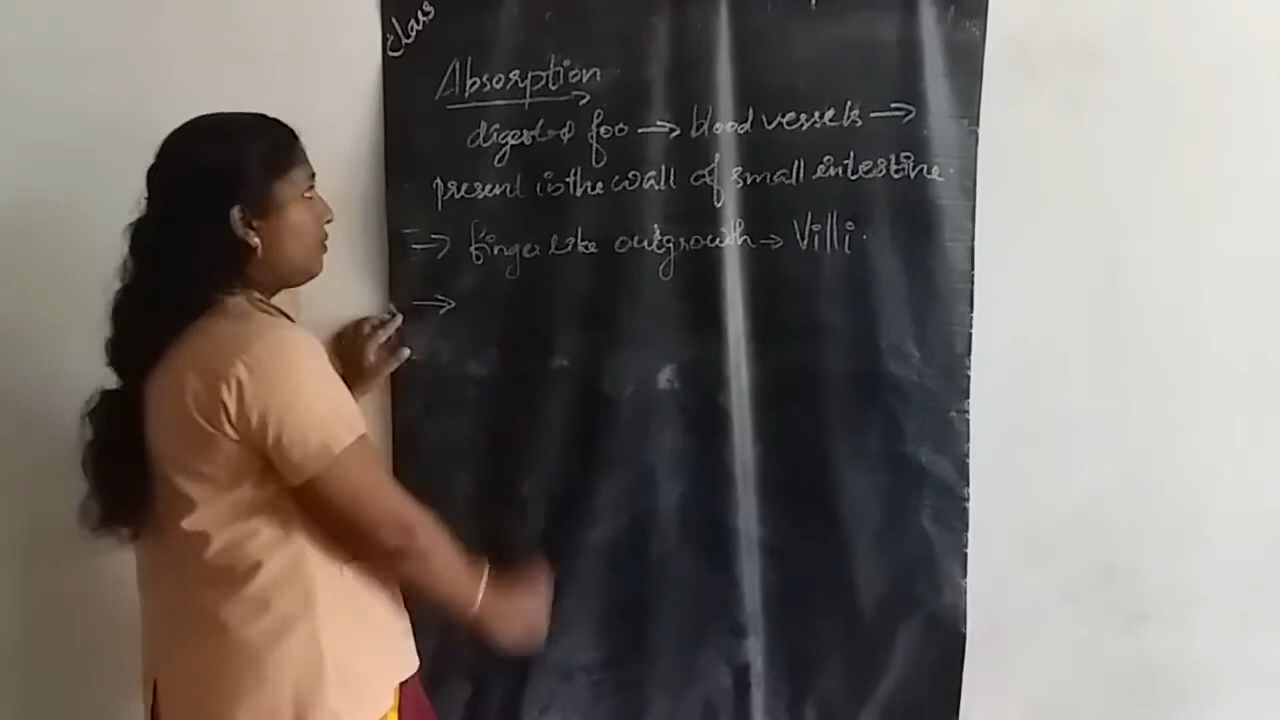 class
Absorption
digested foo → blood vessels →
present in the wall of small intestine.
→ finger like outgrowth → Villi.
→